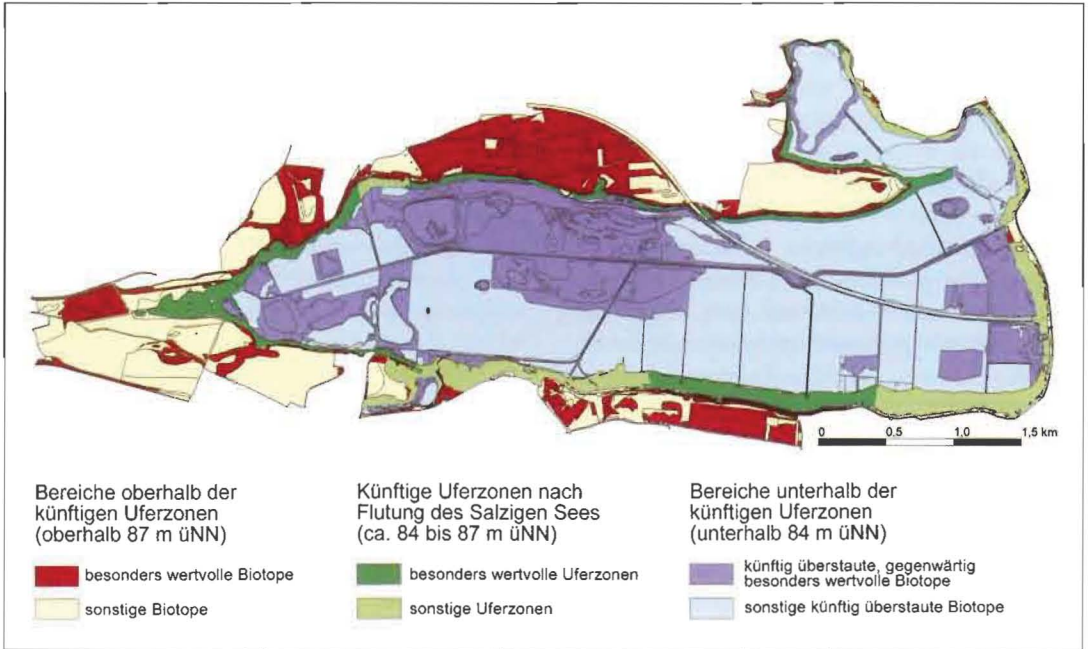 0 0,5 1,0 1,5 km
Bereiche oberhalb der
künftigen Uferzonen
(oberhalb 87 m üNN)
besonders wertvolle Biotope
sonstige Biotope
Künftige Uferzonen nach
Flutung des Salzigen Sees
(ca. 84 bis 87 m üNN)
besonders wertvolle Uferzonen
sonstige Uferzonen
Bereiche unterhalb der
künftigen Uferzonen
(unterhalb 84 m üNN)
künftig überstaute, gegenwärtig
besonders wertvolle Biotope
sonstige künftig überstaute Biotope